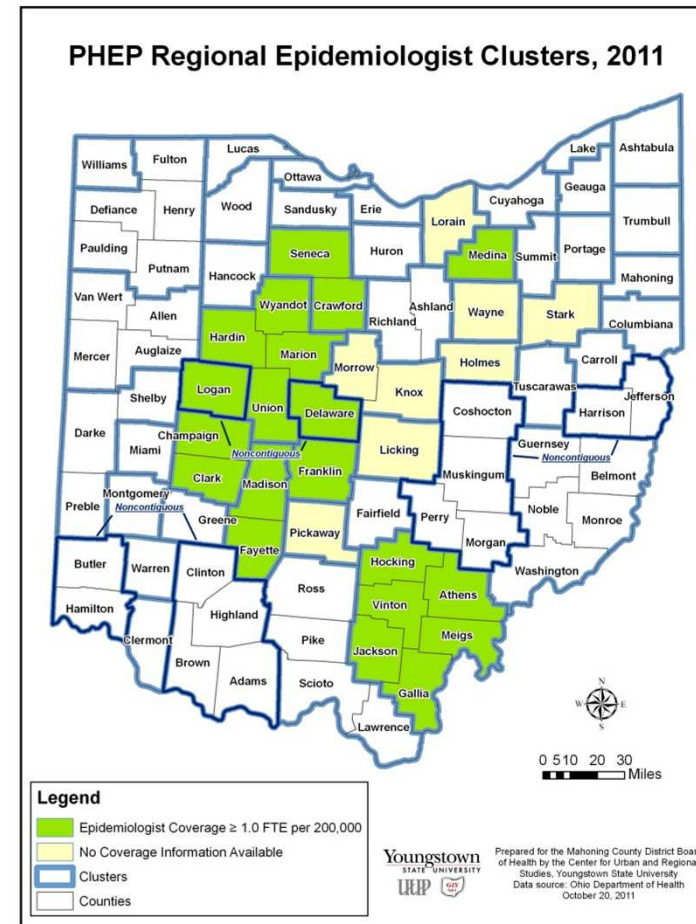 PHEP Regional Epidemiologist Clusters, 2011
Williams
Fulton
Lucas
Ottawa
Lake
Ashtabula
Geauga
Cuyahoga
Defiance
Henry
Wood
Sandusky
Erie
Lorain
Trumbull
Paulding
Putnam
Hancock
Seneca
Huron
Medina
Summit
Portage
Mahoning
Van Wert
Allen
Wyandot
Crawford
Richland
Ashland
Wayne
Stark
Columbiana
Hardin
Mercer
Auglaize
Marion
Morrow
Holmes
Carroll
Logan
Knox
Tuscarawas
Jefferson
Shelby
Union
Delaware
Coshocton
Harrison
Darke
Champaign
Noncontiguous
Licking
Guernsey
Noncontiguous
Miami
Clark
Franklin
Muskingum
Belmont
Madison
Preble
Montgomery
Noncontiguous
Greene
Fairfield
Perry
Noble
Monroe
Fayette
Pickaway
Morgan
Butler
Warren
Clinton
Hocking
Washington
Hamilton
Highland
Ross
Vinton
Athens
Clermont
Brown
Pike
Jackson
Meigs
Adams
Scioto
Gallia
Lawrence
N
W E
S
0 5 10 20 30
Miles
Legend
Epidemiologist Coverage ≥ 1.0 FTE per 200,000
No Coverage Information Available
Clusters
Counties
Youngstown
STATE UNIVERSITY
GIS
Prepared for the Mahoning County District Boar
of Health by the Center for Urban and Regiona
Studies, Youngstown State University
Data source: Ohio Department of Health
October 20, 2011